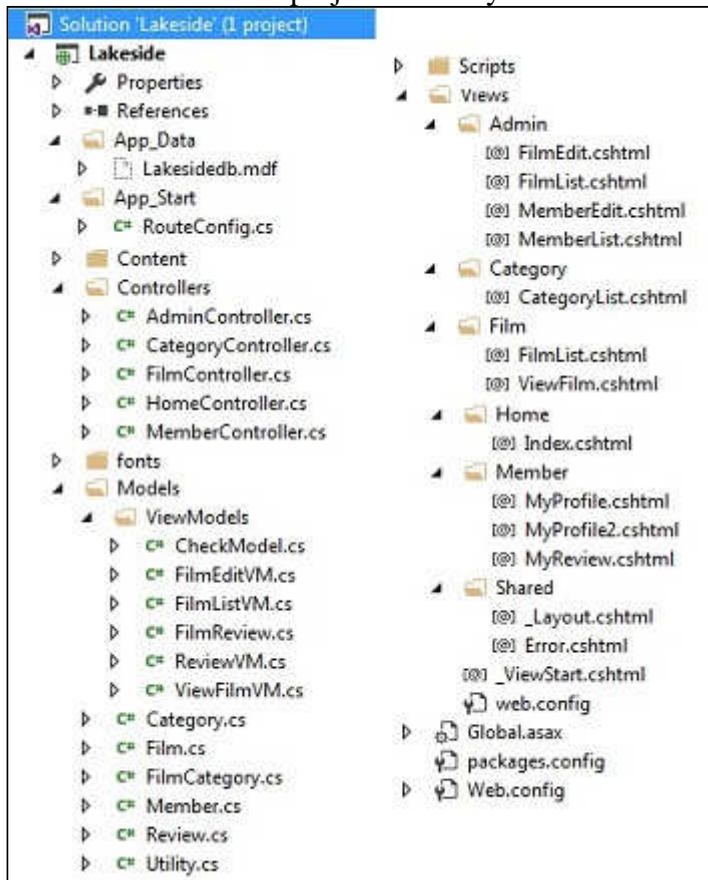 Solution 'Lakeside' (1 project)
Lakeside
Properties
References
App_Data
Lakesidedb.mdf
App_Start
C# RouteConfig.cs
Content
Controllers
C# AdminController.cs
C# CategoryController.cs
C# FilmController.cs
C# HomeController.cs
C# MemberController.cs
fonts
Models
ViewModels
C# CheckModel.cs
C# FilmEditVM.cs
C# FilmListVM.cs
C# FilmReview.cs
C# ReviewVM.cs
C# ViewFilmVM.cs
C# Category.cs
C# Film.cs
C# FilmCategory.cs
C# Member.cs
C# Review.cs
C# Utility.cs
Scripts
Views
Admin
[@] FilmEdit.cshtml
[@] FilmList.cshtml
[@] MemberEdit.cshtml
[@] MemberList.cshtml
Category
[@] CategoryList.cshtml
Film
[@] FilmList.cshtml
[@] ViewFilm.cshtml
Home
[@] Index.cshtml
Member
[@] MyProfile.cshtml
[@] MyProfile2.cshtml
[@] MyReview.cshtml
Shared
[@] _Layout.cshtml
[@] Error.cshtml
[@] _ViewStart.cshtml
web.config
Global.asax
packages.config
Web.config